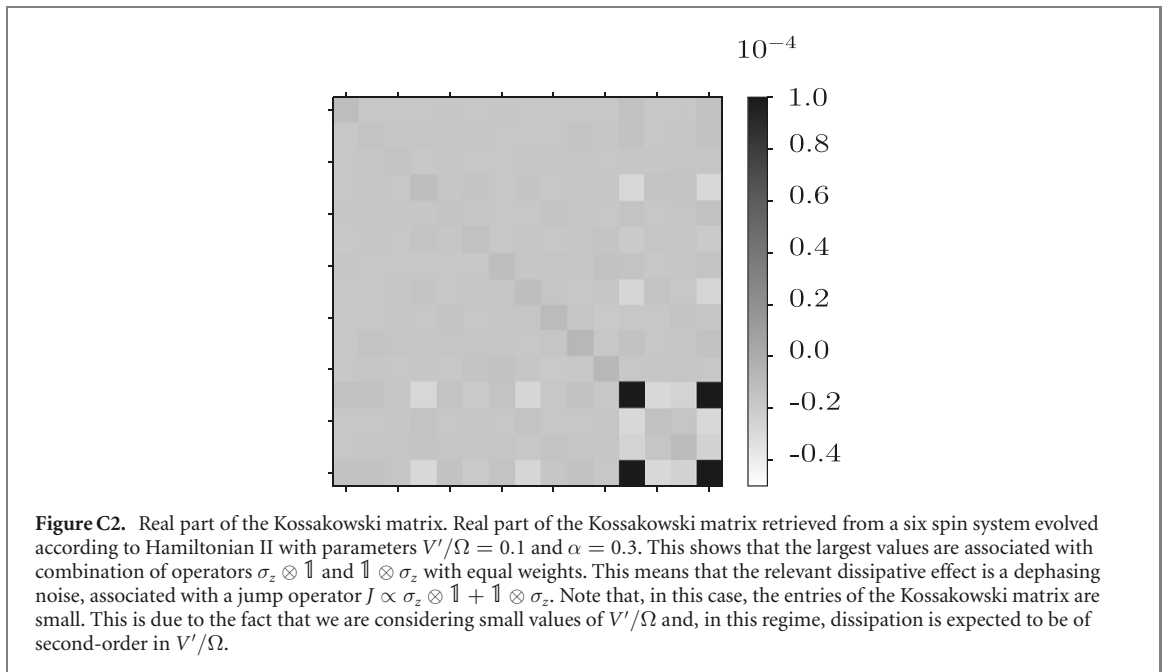 10⁻⁴
1.0
0.8
0.6
0.4
0.2
0.0
-0.2
-0.4
Figure C2. Real part of the Kossakowski matrix. Real part of the Kossakowski matrix retrieved from a six spin system evolved
according to Hamiltonian II with parameters V′/Ω = 0.1 and α = 0.3. This shows that the largest values are associated with
combination of operators σ_z ⊗ 𝟙 and 𝟙 ⊗ σ_z with equal weights. This means that the relevant dissipative effect is a dephasing
noise, associated with a jump operator J ∝ σ_z ⊗ 𝟙 + 𝟙 ⊗ σ_z. Note that, in this case, the entries of the Kossakowski matrix are
small. This is due to the fact that we are considering small values of V′/Ω and, in this regime, dissipation is expected to be of
second-order in V′/Ω.